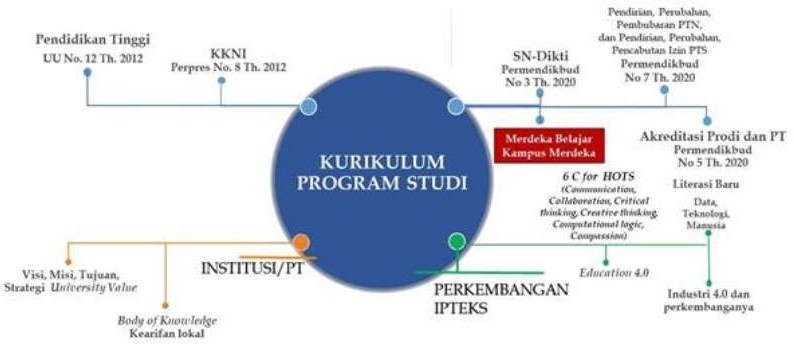 Pendidikan Tinggi
UU No. 12 Th. 2012
KKNI
Perpres No. 8 Th. 2012
SN-Dikti
Permendikbud
No 3 Th. 2020
Pendirian, Perubahan,
Pembubaran PTN,
dan Pendirian, Perubahan,
Pencabutan Izin PTS
Permendikbud
No 7 Th. 2020
Merdeka Belajar
Kampus Merdeka
Akreditasi Prodi dan PT
Permendikbud
No 5 Th. 2020
KURIKULUM
PROGRAM STUDI
6 C for HOTS
(Communication,
Collaboration, Critical
thinking, Creative thinking,
Computational logic,
Compassion)
Literasi Baru
Data,
Teknologi,
Manusia
INSTITUSI/PT
Visi, Misi, Tujuan,
Strategi University Value
Body of Knowledge
Kearifan lokal
PERKEMBANGAN
IPTEKS
Education 4.0
Industri 4.0 dan
perkembanganya